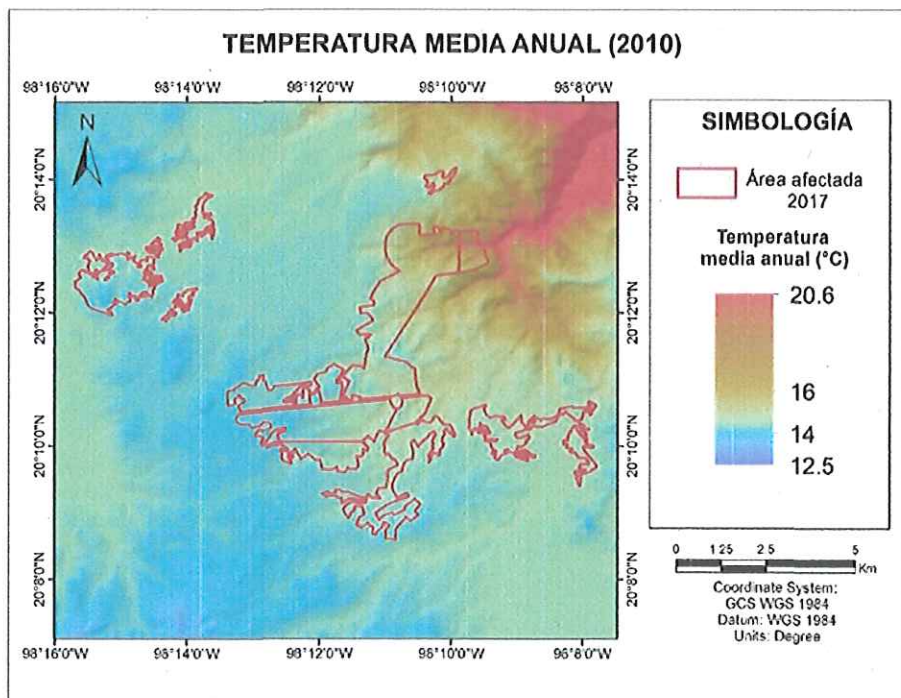 TEMPERATURA MEDIA ANUAL (2010)
98°16'0"W 98°14'0"W 98°12'0"W 98°10'0"W 98°8'0"W
N
20°14'0"N 20°14'0"N
20°12'0"N 20°12'0"N
20°10'0"N 20°10'0"N
20°8'0"N 20°8'0"N
98°16'0"W 98°14'0"W 98°12'0"W 98°10'0"W 98°8'0"W
SIMBOLOGÍA
Área afectada
2017
Temperatura
media anual (°C)
20.6
16
14
12.5
0 1.25 2.5 5
Km
Coordinate System:
GCS WGS 1984
Datum: WGS 1984
Units: Degree